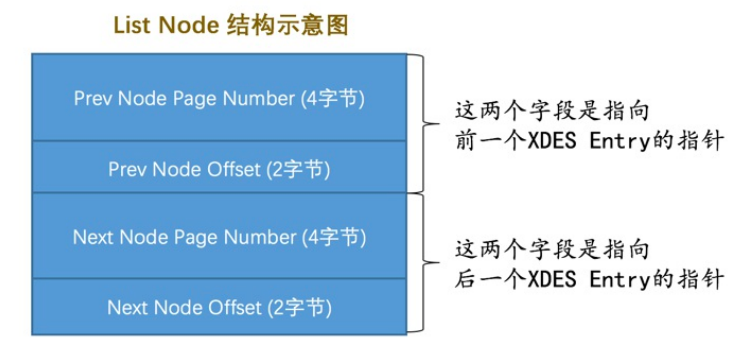 List Node 结构示意图
Prev Node Page Number (4字节)
Prev Node Offset (2字节)
这两个字段是指向
前一个XDES Entry的指针
Next Node Page Number (4字节)
Next Node Offset (2字节)
这两个字段是指向
后一个XDES Entry的指针